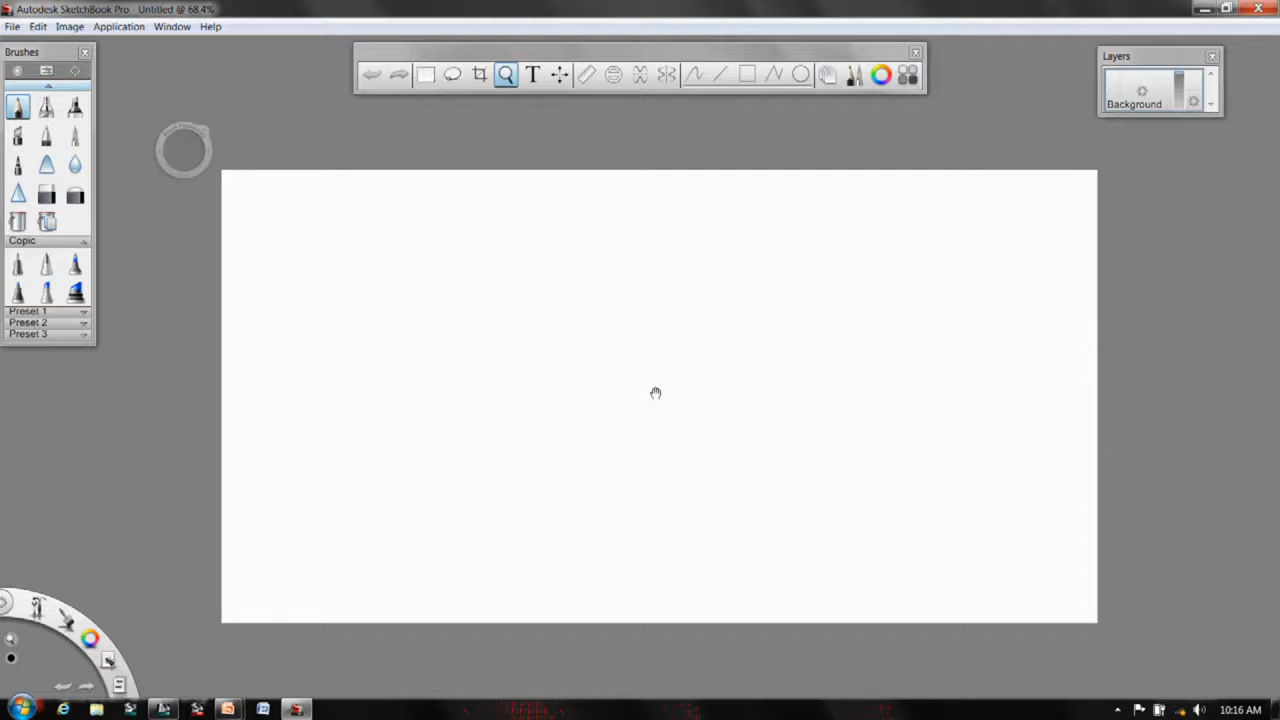 Autodesk SketchBook Pro - Untitled @ 68.4%
File Edit Image Application Window Help
Brushes
Layers
T
Background
Copic
Preset 1
Preset 2
Preset 3
10:16 AM